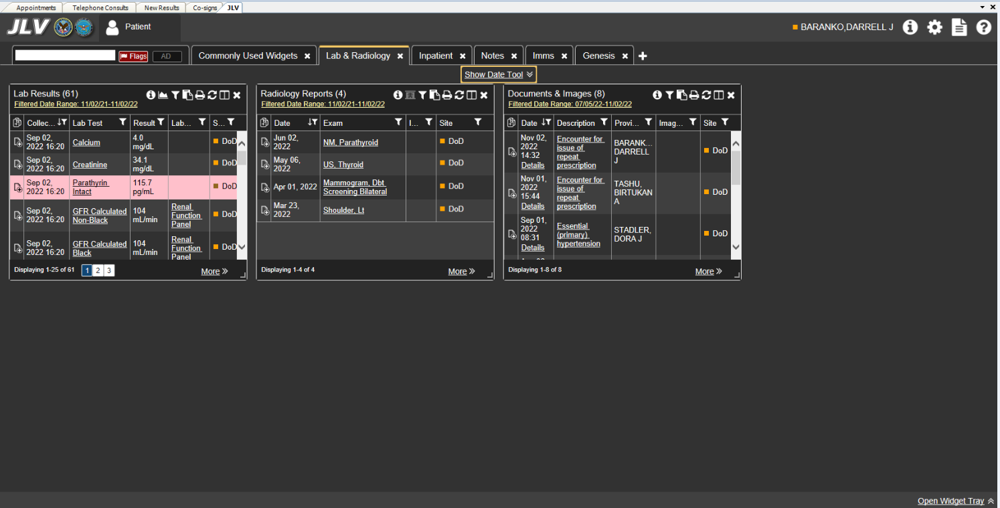 Appointments Telephone Consults New Results Co-signs JLV
JLV Patient BARANKO,DARRELL J
Flags AD Commonly Used Widgets Lab & Radiology Inpatient Notes Imms Genesis
Show Date Tool
Lab Results (61)
Filtered Date Range: 11/02/21-11/02/22
Collec... Lab Test Result Lab... S...
Sep 02,
2022 16:20
Calcium
4.0
mg/dL
DoD
Sep 02,
2022 16:20
Creatinine
34.1
mg/dL
DoD
Sep 02,
2022 16:20
Parathyrin
Intact
115.7
pg/mL
DoD
Sep 02,
2022 16:20
GFR Calculated
Non-Black
104
mL/min
Renal
Function
Panel
DoD
Sep 02,
2022 16:20
GFR Calculated
Black
104
mL/min
Renal
Function
Panel
DoD
Displaying 1-25 of 61 1 2 3
More
Radiology Reports (4)
Filtered Date Range: 11/02/21-11/02/22
Date Exam I... Site
Jun 02,
2022
NM, Parathyroid
DoD
May 06,
2022
US, Thyroid
DoD
Apr 01, 2022
Mammogram, Dbt
Screening Bilateral
DoD
Mar 23,
2022
Shoulder, Lt
DoD
Displaying 1-4 of 4
More
Documents & Images (8)
Filtered Date Range: 07/05/22-11/02/22
Date Description Provi... Imag... Site
Nov 02,
2022
14:32
Details
Encounter for
issue of
repeat
prescription
BARANK...
DARRELL
J
DoD
Nov 01,
2022
15:44
Details
Encounter for
issue of
repeat
prescription
TASHU,
BIRTUKAN
A
DoD
Sep 01,
2022
08:31
Details
Essential
(primary)
hypertension
STADLER,
DORA J
DoD
Displaying 1-8 of 8
More
Open Widget Tray